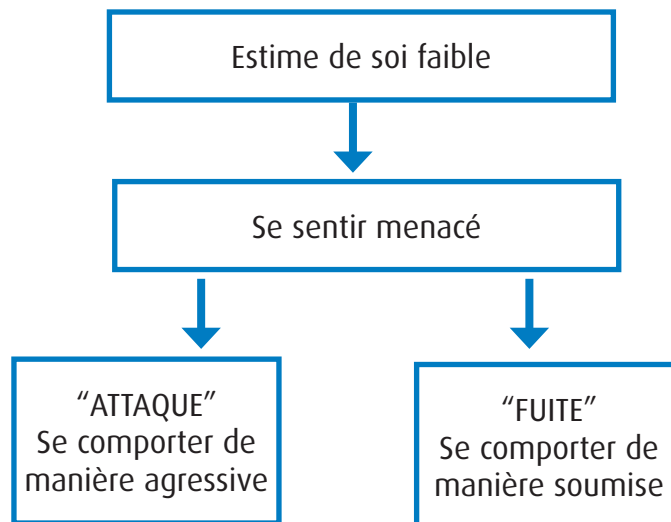 Estime de soi faible
Se sentir menacé
“ATTAQUE”
Se comporter de
manière agressive
“FUITE”
Se comporter de
manière soumise